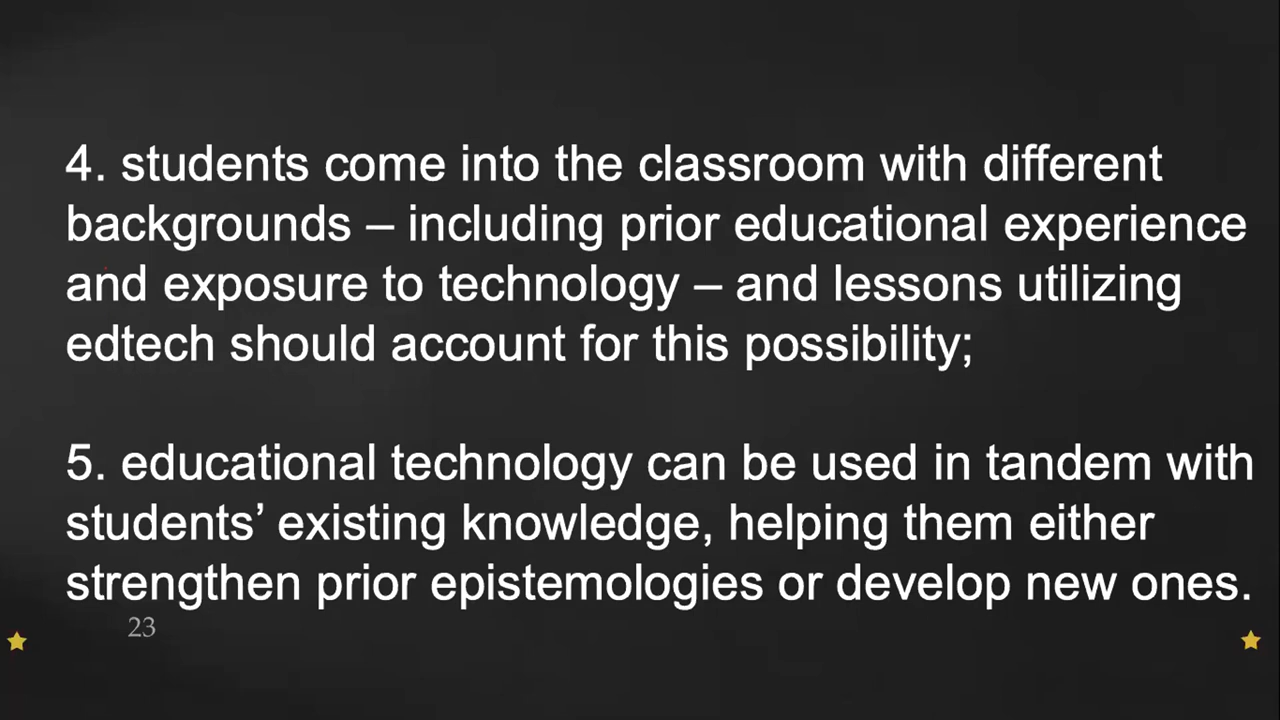 4. students come into the classroom with different
backgrounds – including prior educational experience
and exposure to technology – and lessons utilizing
edtech should account for this possibility;
5. educational technology can be used in tandem with
students’ existing knowledge, helping them either
strengthen prior epistemologies or develop new ones.
23